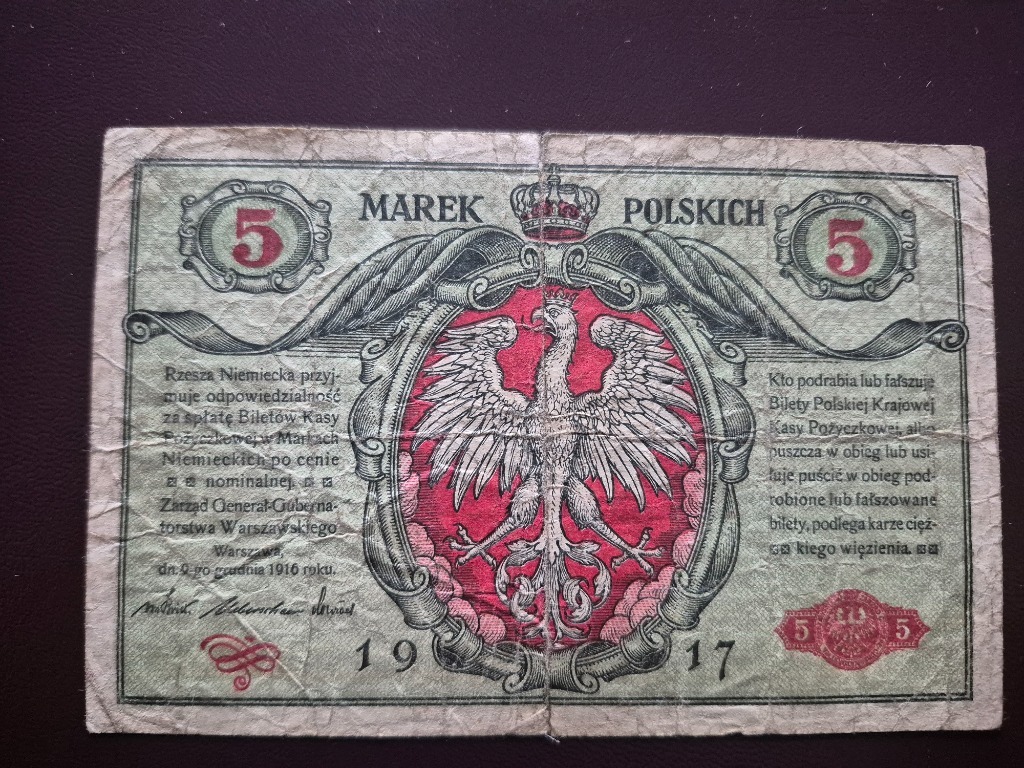 5 MAREK POLSKICH 5
Rzesza Niemiecka przyj-
muje odpowiedzialność
za spłatę Biletów Kasy
Pożyczkowej w Markach
Niemieckich po cenie
nominalnej.
Zarząd Generał-Guberna-
torstwa Warszawskiego
Warszawa,
dn. 9-go grudnia 1916 roku.
Kto podrabia lub fałszuje
Bilety Polskiej Krajowej
Kasy Pożyczkowej, albo
puszcza w obieg lub usi-
łuje puścić w obieg pod-
robione lub fałszowane
bilety, podlega karze cięż-
kiego więzienia.
1917
5 5